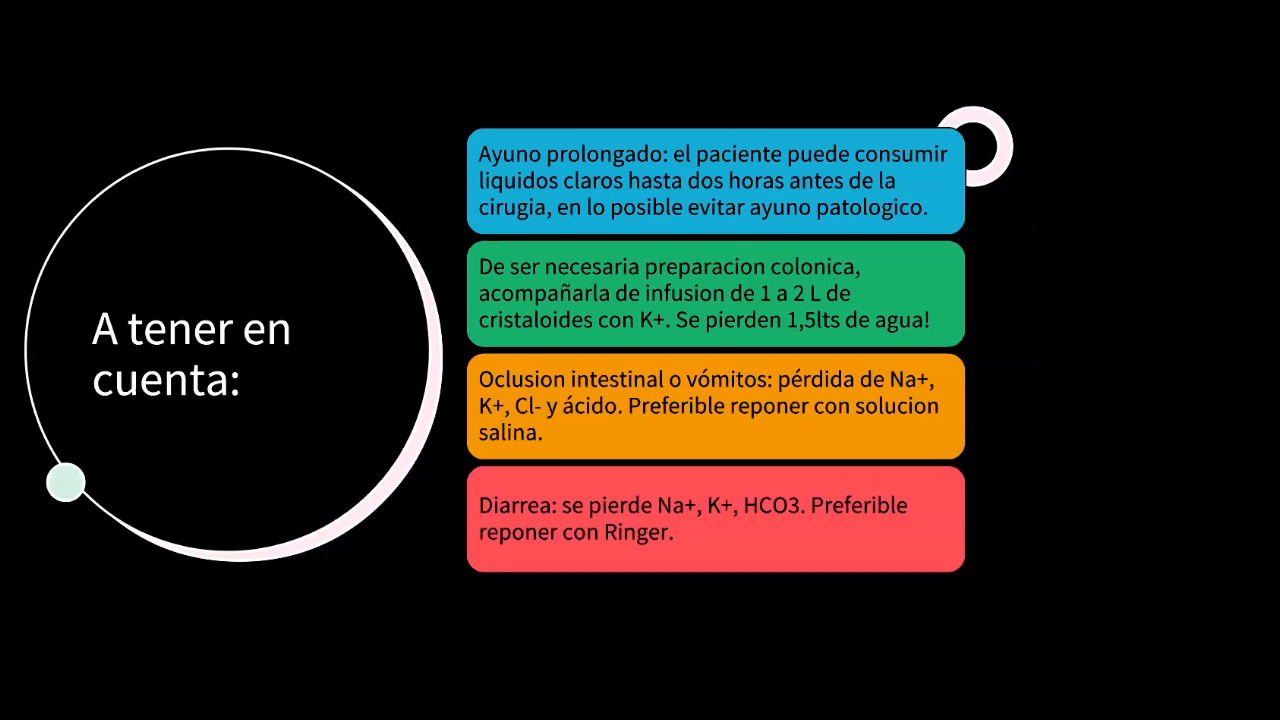 A tener en
cuenta:
Ayuno prolongado: el paciente puede consumir
liquidos claros hasta dos horas antes de la
cirugia, en lo posible evitar ayuno patologico.
De ser necesaria preparacion colonica,
acompañarla de infusion de 1 a 2 L de
cristaloides con K+. Se pierden 1,5lts de agua!
Oclusion intestinal o vómitos: pérdida de Na+,
K+, Cl- y ácido. Preferible reponer con solucion
salina.
Diarrea: se pierde Na+, K+, HCO3. Preferible
reponer con Ringer.